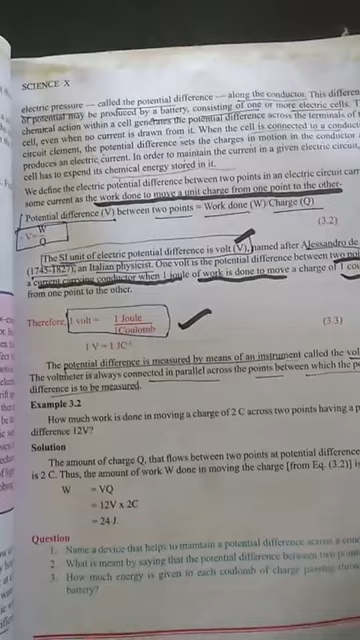 SCIENCE X
electric pressure — called the potential difference — along the conductor. This differen
of potential may be produced by a battery, consisting of one or more electric cells. T
chemical action within a cell generates the potential difference across the terminals of t
cell, even when no current is drawn from it. When the cell is connected to a conduct
circuit element, the potential difference sets the charges in motion in the conductor
produces an electric current. In order to maintain the current in a given electric circuit,
cell has to expend its chemical energy stored in it.
We define the electric potential difference between two points in an electric circuit carr
some current as the work done to move a unit charge from one point to the other
Potential difference (V) between two points = Work done (W)/Charge (Q)
V= W/Q (3.2)
The SI unit of electric potential difference is volt (V), named after Alessandro de
(1745-1827), an Italian physicist. One volt is the potential difference between two poi
a current carrying conductor when 1 joule of work is done to move a charge of 1 cou
from one point to the other.
Therefore, 1 volt = 1 Joule / 1 Coulomb (3.3)
1 V = 1 JC⁻¹
The potential difference is measured by means of an instrument called the vol
The voltmeter is always connected in parallel across the points between which the po
difference is to be measured.
Example 3.2
How much work is done in moving a charge of 2 C across two points having a p
difference 12V?
Solution
The amount of charge Q, that flows between two points at potential difference
is 2 C. Thus, the amount of work W done in moving the charge [from Eq. (3.2)] is
W = VQ
= 12V x 2C
= 24 J.
Question
1. Name a device that helps to maintain a potential difference across a cond
2. What is meant by saying that the potential difference between two point
3. How much energy is given to each coulomb of charge passing throu
battery?